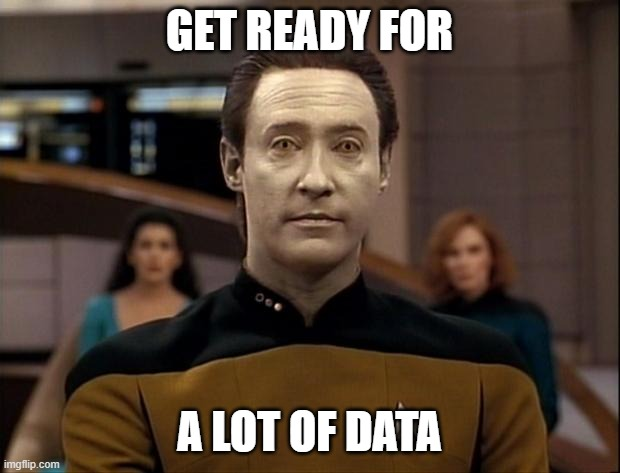 GET READY FOR
A LOT OF DATA
imgflip.com